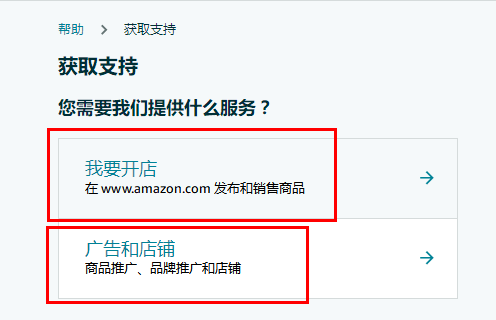 帮助 > 获取支持
获取支持
您需要我们提供什么服务？
我要开店
在 www.amazon.com 发布和销售商品
广告和店铺
商品推广、品牌推广和店铺